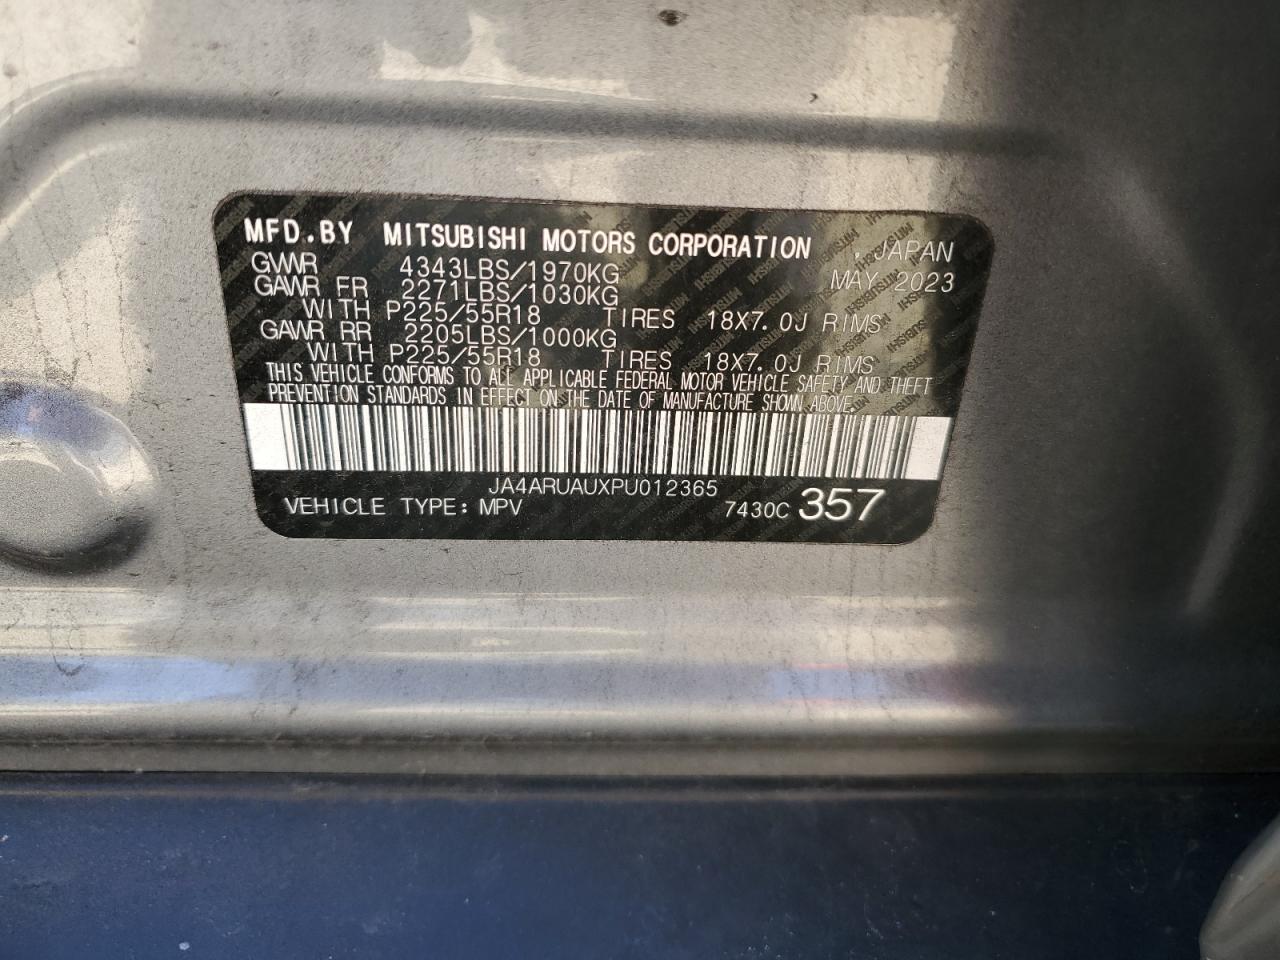 MFD.BY MITSUBISHI MOTORS CORPORATION , JAPAN
GVWR 4343LBS/1970KG MAY 2023
GAWR FR 2271LBS/1030KG
WITH P225/55R18 TIRES 18X7.0J RIMS
GAWR RR 2205LBS/1000KG
WITH P225/55R18 TIRES 18X7.0J RIMS
THIS VEHICLE CONFORMS TO ALL APPLICABLE FEDERAL MOTOR VEHICLE SAFETY AND THEFT
PREVENTION STANDARDS IN EFFECT ON THE DATE OF MANUFACTURE SHOWN ABOVE.
JA4ARUAUXPU012365
VEHICLE TYPE: MPV 7430C 357